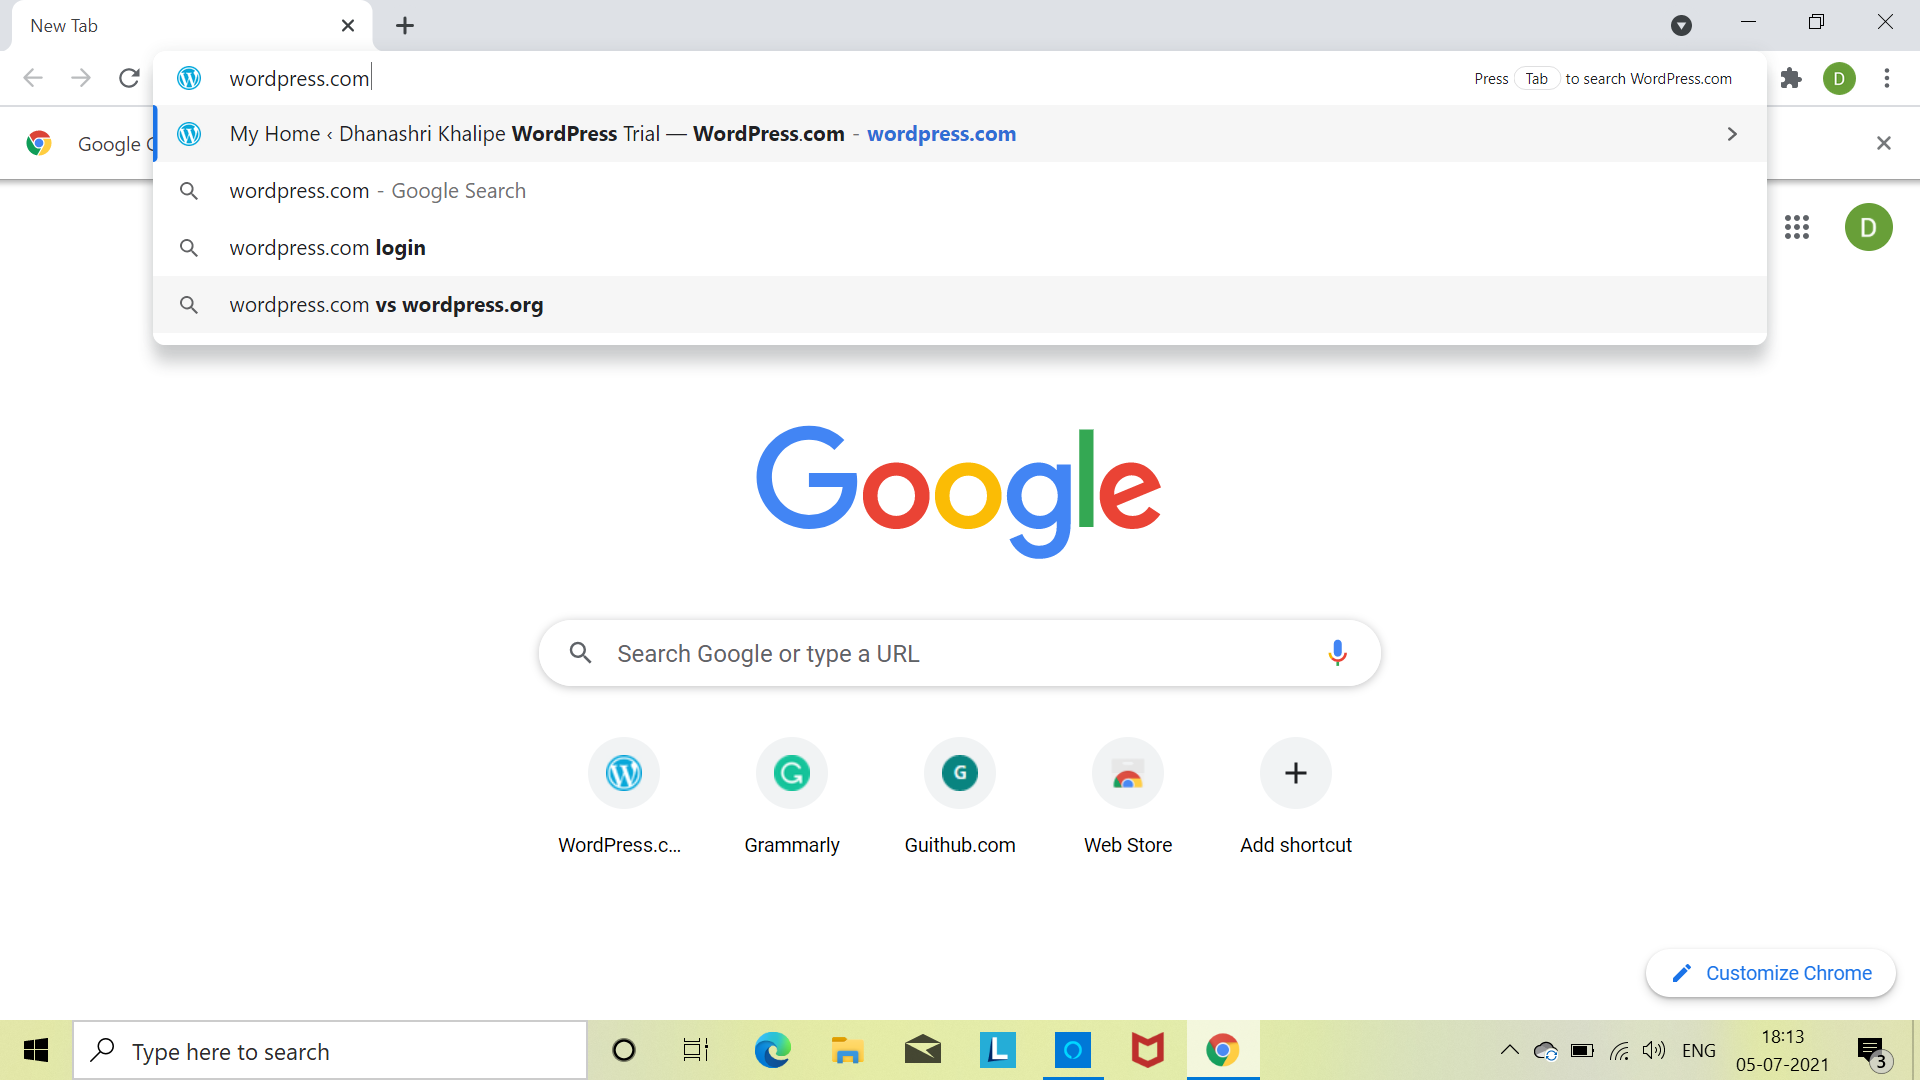 New Tab
wordpress.com
Press Tab to search WordPress.com
My Home ‹ Dhanashri Khalipe WordPress Trial — WordPress.com - wordpress.com
Google
wordpress.com - Google Search
wordpress.com login
wordpress.com vs wordpress.org
D
D
Google
Search Google or type a URL
G
WordPress.c...
Grammarly
Guithub.com
Web Store
Add shortcut
Customize Chrome
Type here to search
L
ENG
18:13
05-07-2021
3